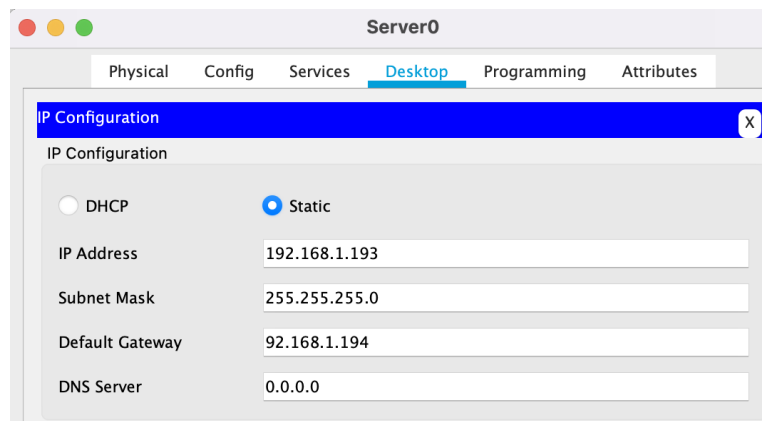 Server0
Physical Config Services Desktop Programming Attributes
IP Configuration
X
IP Configuration
DHCP Static
IP Address 192.168.1.193
Subnet Mask 255.255.255.0
Default Gateway 92.168.1.194
DNS Server 0.0.0.0